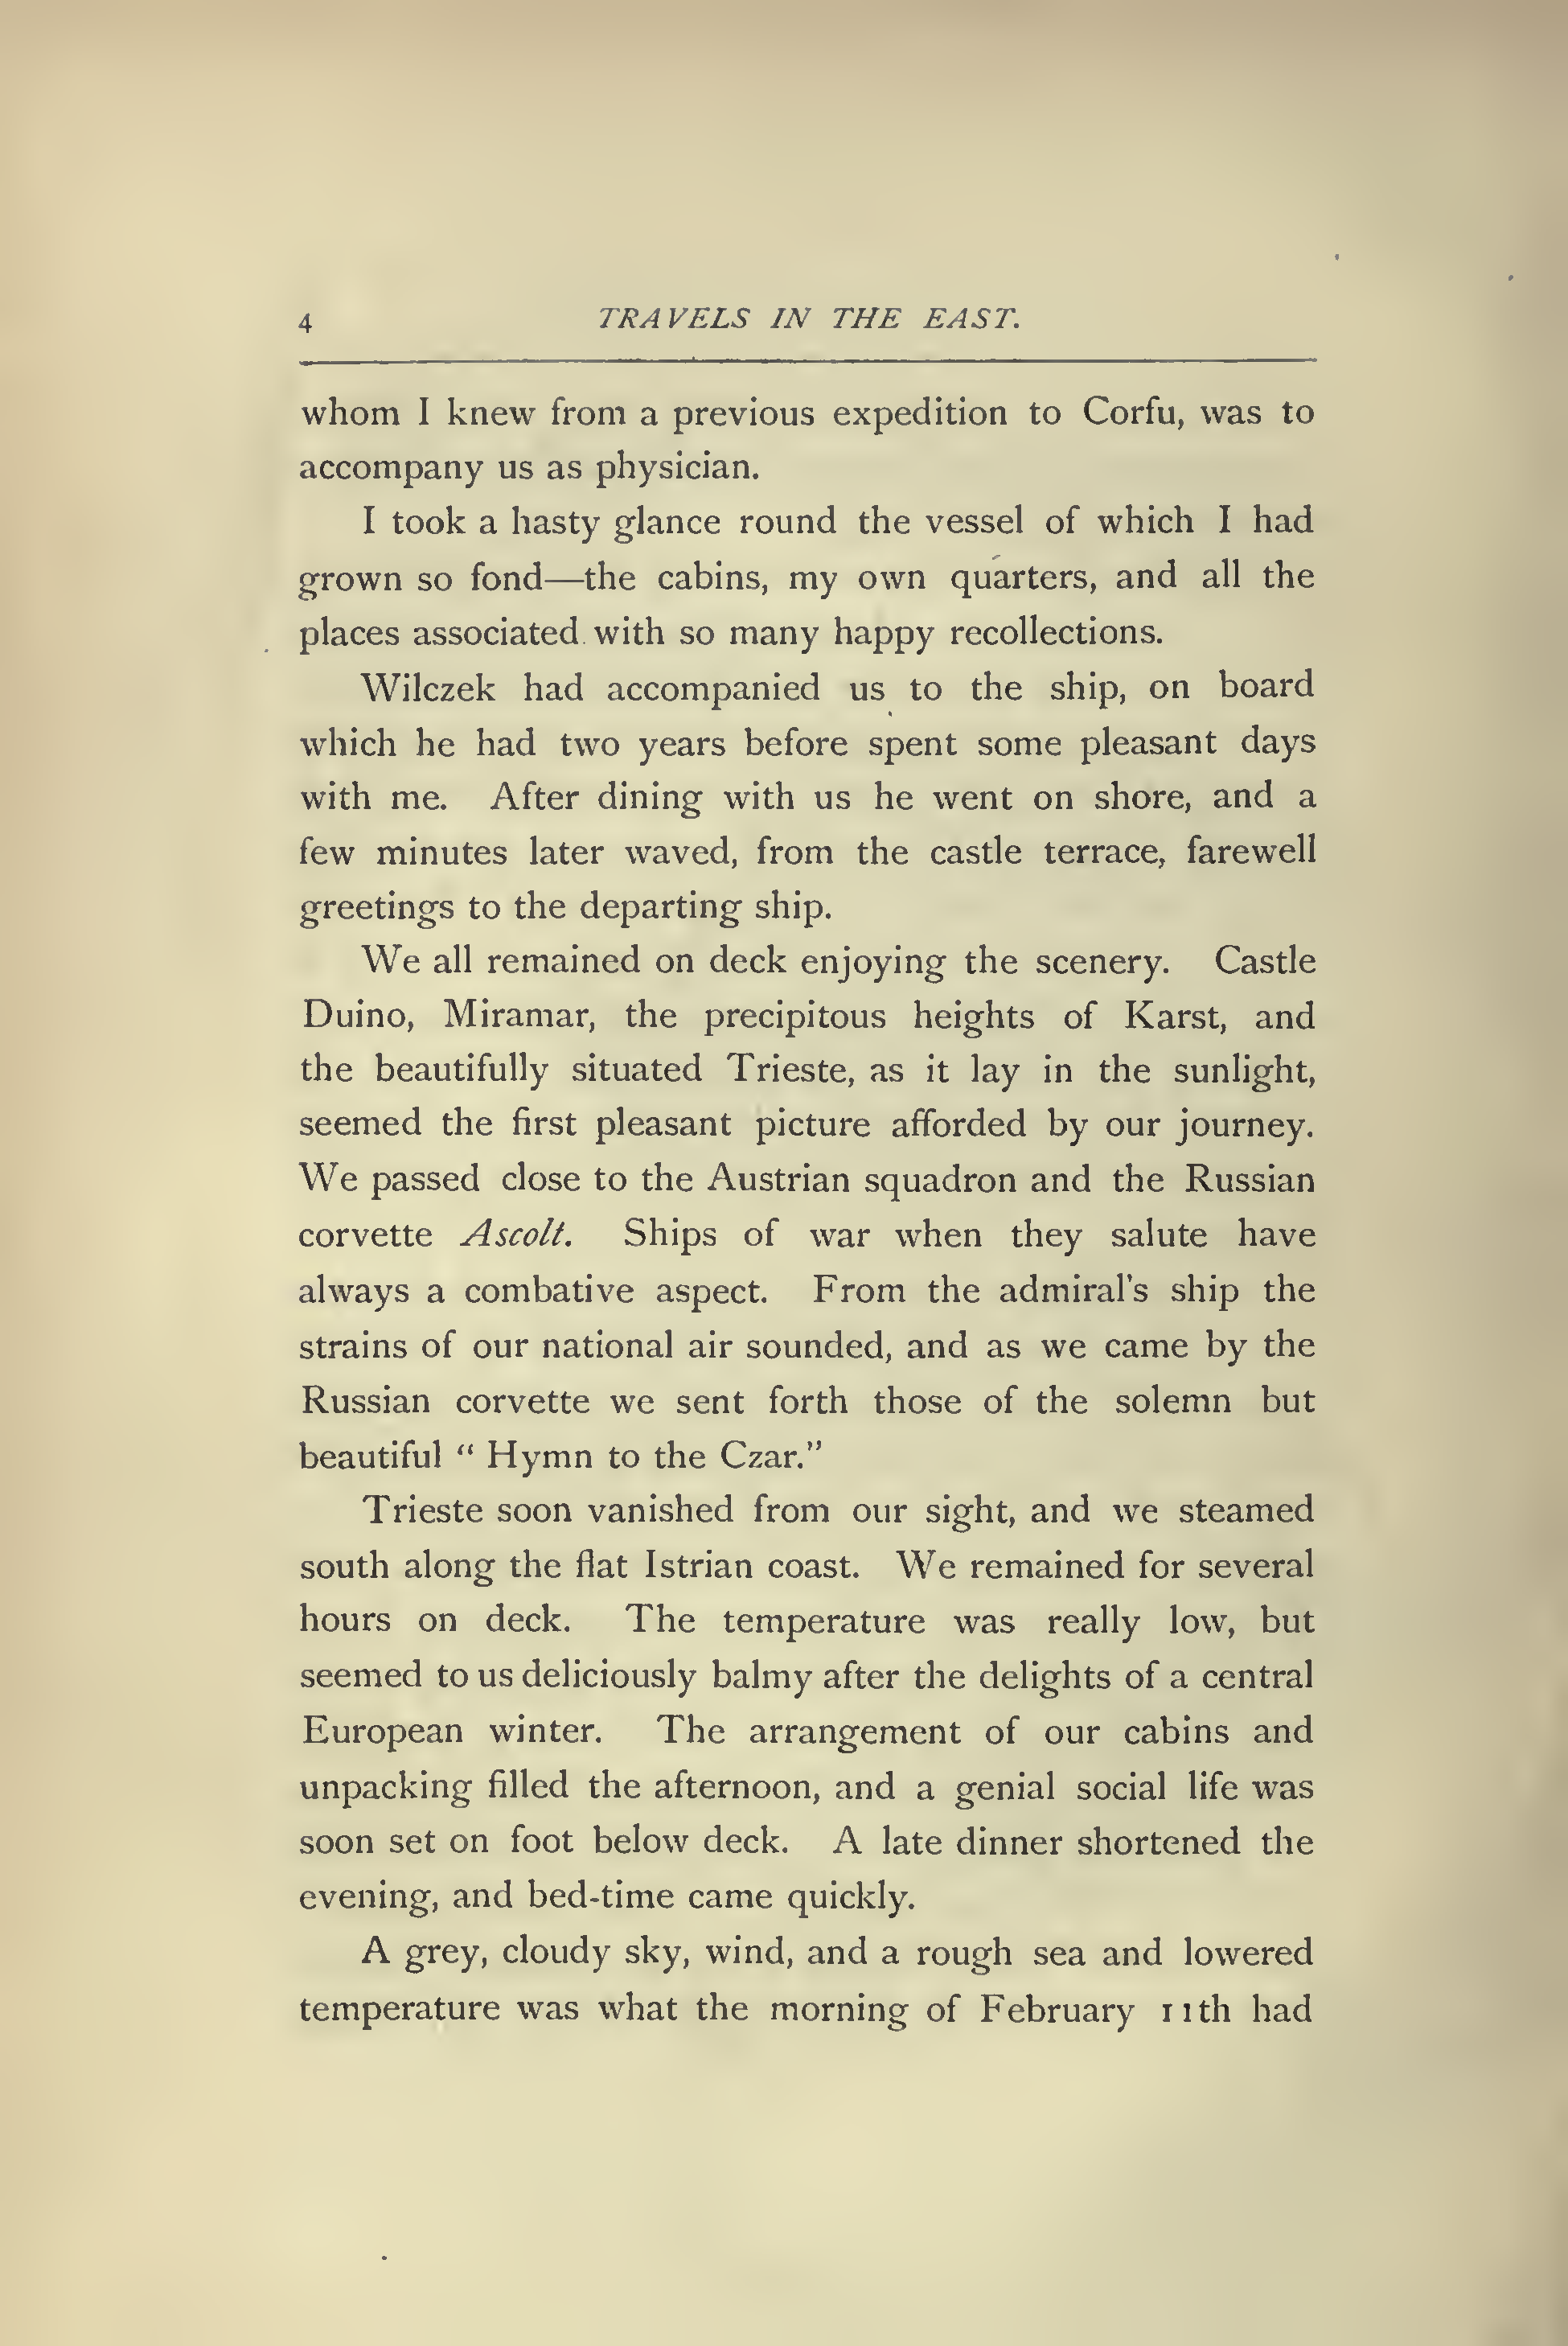 4 TRAVELS IN THE EAST.
whom I knew from a previous expedition to Corfu, was to
accompany us as physician.
I took a hasty glance round the vessel of which I had
grown so fond—the cabins, my own quarters, and all the
places associated with so many happy recollections.
Wilczek had accompanied us to the ship, on board
which he had two years before spent some pleasant days
with me. After dining with us he went on shore, and a
few minutes later waved, from the castle terrace, farewell
greetings to the departing ship.
We all remained on deck enjoying the scenery. Castle
Duino, Miramar, the precipitous heights of Karst, and
the beautifully situated Trieste, as it lay in the sunlight,
seemed the first pleasant picture afforded by our journey.
We passed close to the Austrian squadron and the Russian
corvette Ascolt. Ships of war when they salute have
always a combative aspect. From the admiral's ship the
strains of our national air sounded, and as we came by the
Russian corvette we sent forth those of the solemn but
beautiful “ Hymn to the Czar.”
Trieste soon vanished from our sight, and we steamed
south along the flat Istrian coast. We remained for several
hours on deck. The temperature was really low, but
seemed to us deliciously balmy after the delights of a central
European winter. The arrangement of our cabins and
unpacking filled the afternoon, and a genial social life was
soon set on foot below deck. A late dinner shortened the
evening, and bed-time came quickly.
A grey, cloudy sky, wind, and a rough sea and lowered
temperature was what the morning of February 11th had